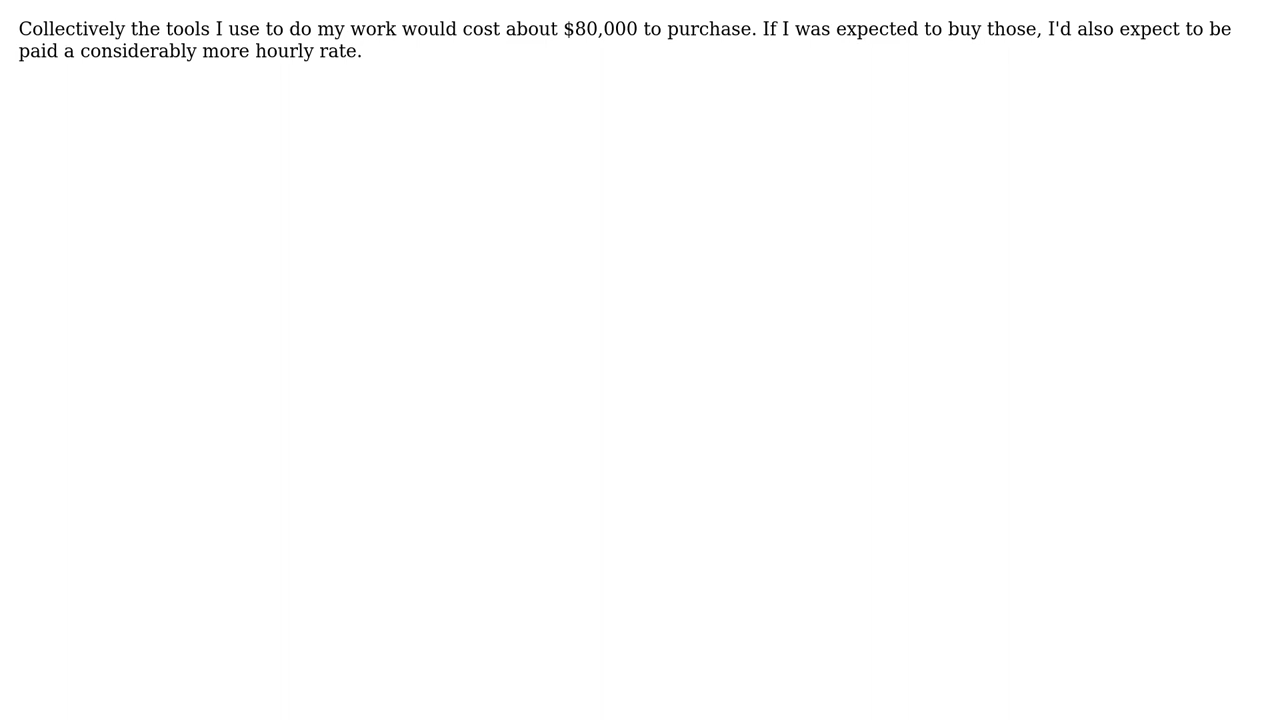 Collectively the tools I use to do my work would cost about $80,000 to purchase. If I was expected to buy those, I'd also expect to be
paid a considerably more hourly rate.